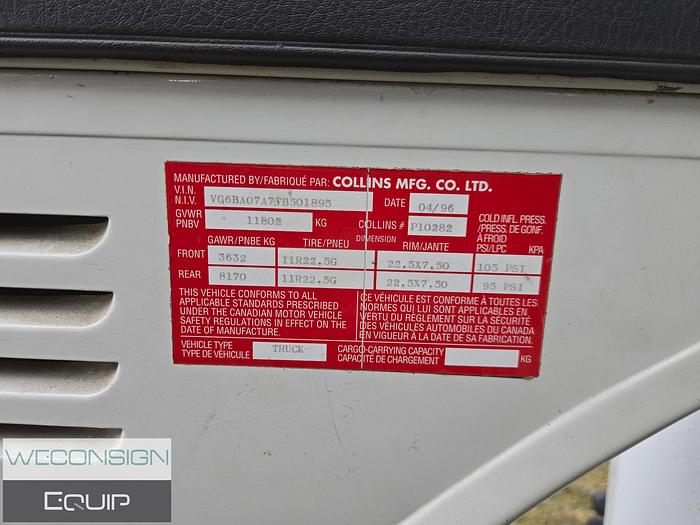 MANUFACTURED BY/FABRIQUÉ PAR: COLLINS MFG. CO. LTD.
V.I.N.
N.I.V. VG6BA07A7TB501895 DATE 04/96
GVWR
PNBV 11802 KG COLLINS # P10282
COLD INFL. PRESS.
/PRESS. DE GONF.
À FROID
GAWR/PNBE KG TIRE/PNEU DIMENSION RIM/JANTE PSI/LPC KPA
FRONT 3632 11R22.5G 22.5X7.50 105 PSI
REAR 8170 11R22.5G 22.5X7.50 95 PSI
THIS VEHICLE CONFORMS TO ALL
APPLICABLE STANDARDS PRESCRIBED
UNDER THE CANADIAN MOTOR VEHICLE
SAFETY REGULATIONS IN EFFECT ON THE
DATE OF MANUFACTURE.
CE VÉHICULE EST CONFORME À TOUTES LES
NORMES QUI LUI SONT APPLICABLES EN
VERTU DU RÈGLEMENT SUR LA SÉCURITÉ
DES VÉHICULES AUTOMOBILES DU CANADA
EN VIGUEUR À LA DATE DE SA FABRICATION.
VEHICLE TYPE
TYPE DE VÉHICULE TRUCK
CARGO-CARRYING CAPACITY
CAPACITÉ DE CHARGEMENT KG
WECONSIGN
EQUIP